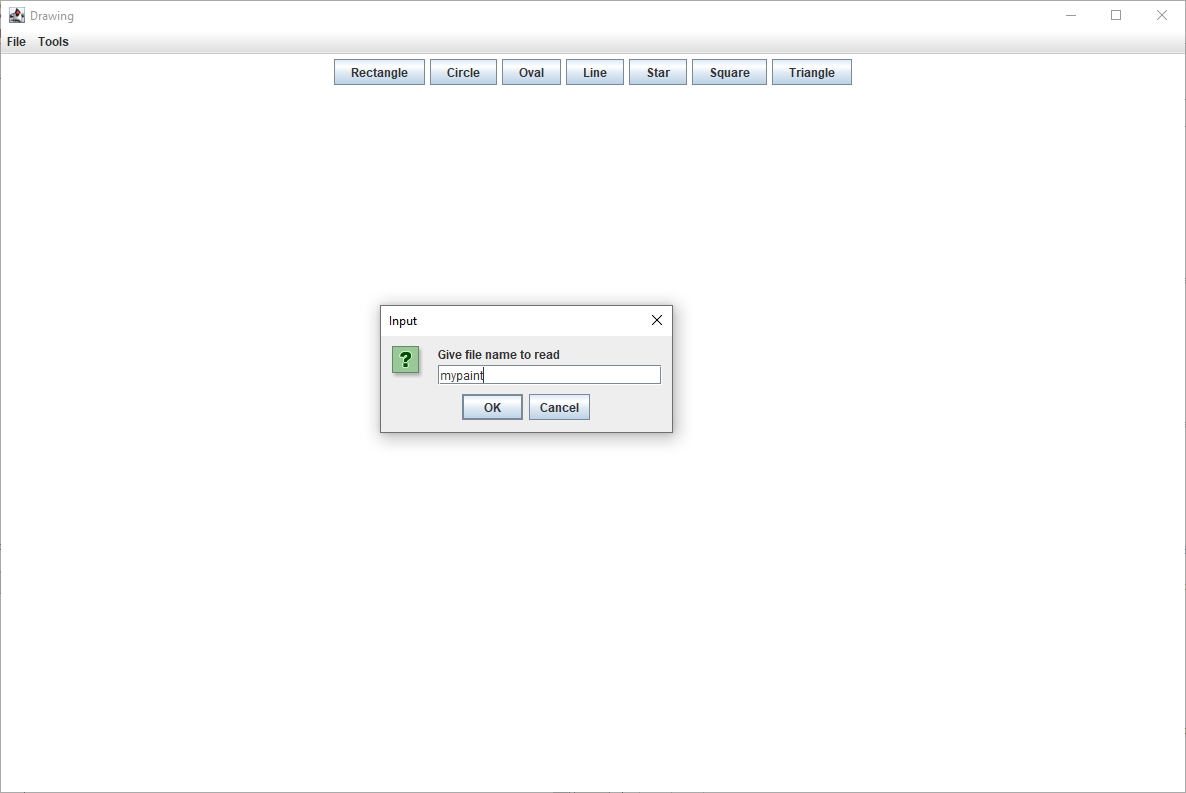 Drawing
File Tools
Rectangle Circle Oval Line Star Square Triangle
Input
?
Give file name to read
mypaint
OK Cancel